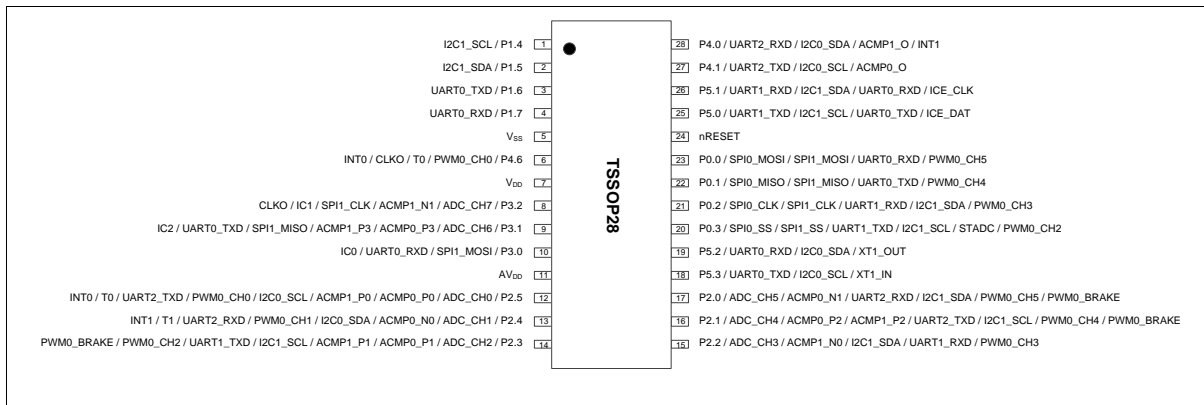 I2C1_SCL / P1.4
1
I2C1_SDA / P1.5
2
UART0_TXD / P1.6
3
UART0_RXD / P1.7
4
VSS
5
INT0 / CLKO / T0 / PWM0_CH0 / P4.6
6
VDD
7
CLKO / IC1 / SPI1_CLK / ACMP1_N1 / ADC_CH7 / P3.2
8
IC2 / UART0_TXD / SPI1_MISO / ACMP1_P3 / ACMP0_P3 / ADC_CH6 / P3.1
9
IC0 / UART0_RXD / SPI1_MOSI / P3.0
10
AVDD
11
INT0 / T0 / UART2_TXD / PWM0_CH0 / I2C0_SCL / ACMP1_P0 / ACMP0_P0 / ADC_CH0 / P2.5
12
INT1 / T1 / UART2_RXD / PWM0_CH1 / I2C0_SDA / ACMP0_N0 / ADC_CH1 / P2.4
13
PWM0_BRAKE / PWM0_CH2 / UART1_TXD / I2C1_SCL / ACMP1_P1 / ACMP0_P1 / ADC_CH2 / P2.3
14
TSSOP28
28
P4.0 / UART2_RXD / I2C0_SDA / ACMP1_O / INT1
27
P4.1 / UART2_TXD / I2C0_SCL / ACMP0_O
26
P5.1 / UART1_RXD / I2C1_SDA / UART0_RXD / ICE_CLK
25
P5.0 / UART1_TXD / I2C1_SCL / UART0_TXD / ICE_DAT
24
nRESET
23
P0.0 / SPI0_MOSI / SPI1_MOSI / UART0_RXD / PWM0_CH5
22
P0.1 / SPI0_MISO / SPI1_MISO / UART0_TXD / PWM0_CH4
21
P0.2 / SPI0_CLK / SPI1_CLK / UART1_RXD / I2C1_SDA / PWM0_CH3
20
P0.3 / SPI0_SS / SPI1_SS / UART1_TXD / I2C1_SCL / STADC / PWM0_CH2
19
P5.2 / UART0_RXD / I2C0_SDA / XT1_OUT
18
P5.3 / UART0_TXD / I2C0_SCL / XT1_IN
17
P2.0 / ADC_CH5 / ACMP0_N1 / UART2_RXD / I2C1_SDA / PWM0_CH5 / PWM0_BRAKE
16
P2.1 / ADC_CH4 / ACMP0_P2 / ACMP1_P2 / UART2_TXD / I2C1_SCL / PWM0_CH4 / PWM0_BRAKE
15
P2.2 / ADC_CH3 / ACMP1_N0 / I2C1_SDA / UART1_RXD / PWM0_CH3